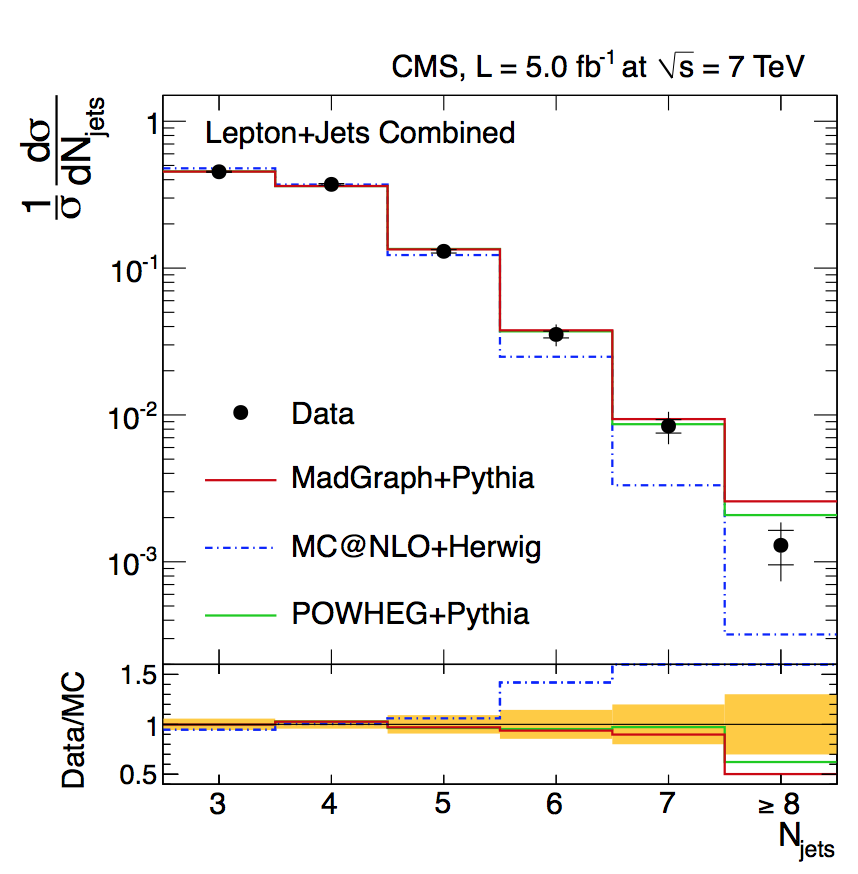 CMS, L = 5.0 fb⁻¹ at √s = 7 TeV
1/σ dσ/dN_jets
Lepton+Jets Combined
1
10⁻¹
10⁻²
10⁻³
Data
MadGraph+Pythia
MC@NLO+Herwig
POWHEG+Pythia
Data/MC
1.5
1
0.5
3 4 5 6 7 ≥ 8
N_jets